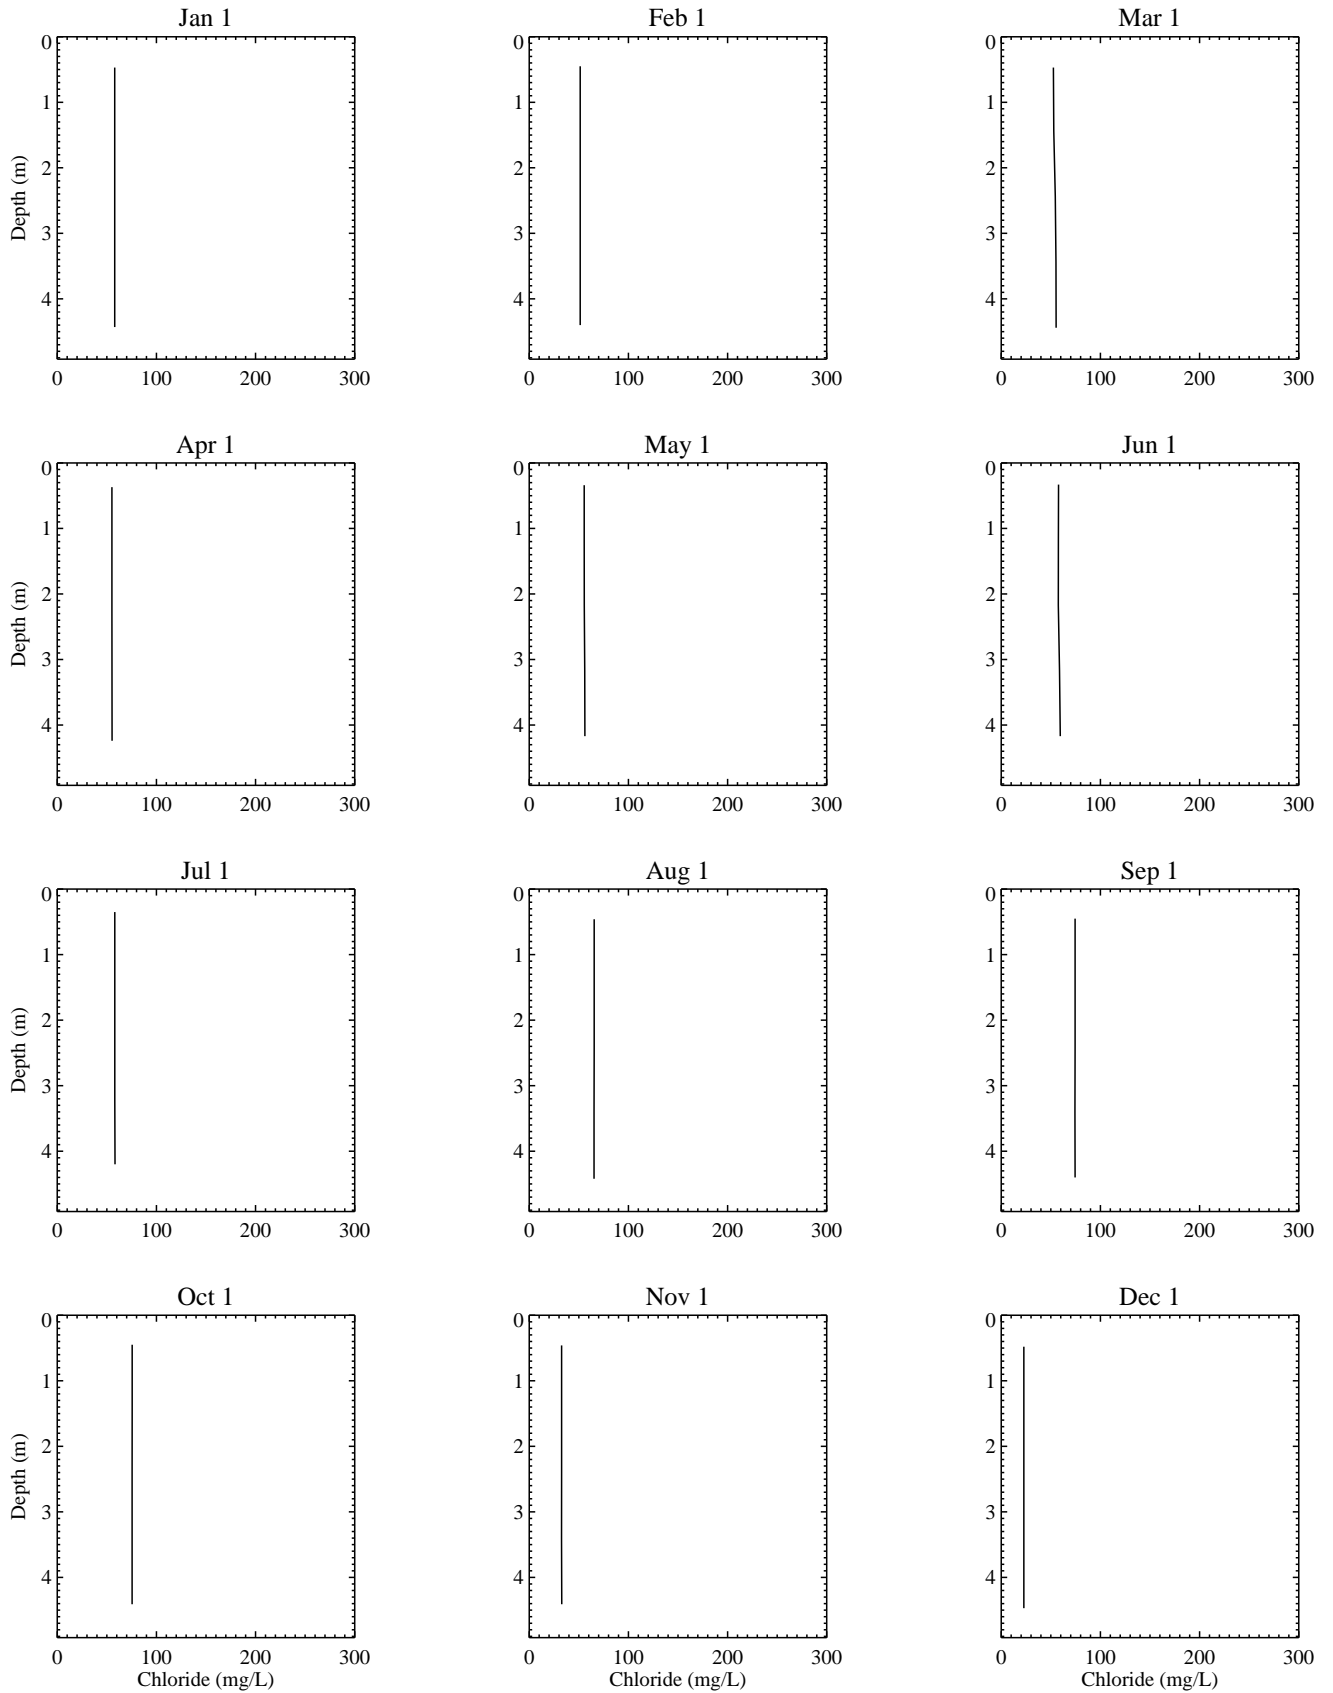 Jan 1
Feb 1
Mar 1
0 0 0
1 1 1
2 2 2
3 3 3
4 4 4
Depth (m)
0 100 200 300 0 100 200 300 0 100 200 300
Apr 1
May 1
Jun 1
0 0 0
1 1 1
2 2 2
3 3 3
4 4 4
Depth (m)
0 100 200 300 0 100 200 300 0 100 200 300
Jul 1
Aug 1
Sep 1
0 0 0
1 1 1
2 2 2
3 3 3
4 4 4
Depth (m)
0 100 200 300 0 100 200 300 0 100 200 300
Oct 1
Nov 1
Dec 1
0 0 0
1 1 1
2 2 2
3 3 3
4 4 4
Depth (m)
0 100 200 300 0 100 200 300 0 100 200 300
Chloride (mg/L)
Chloride (mg/L)
Chloride (mg/L)